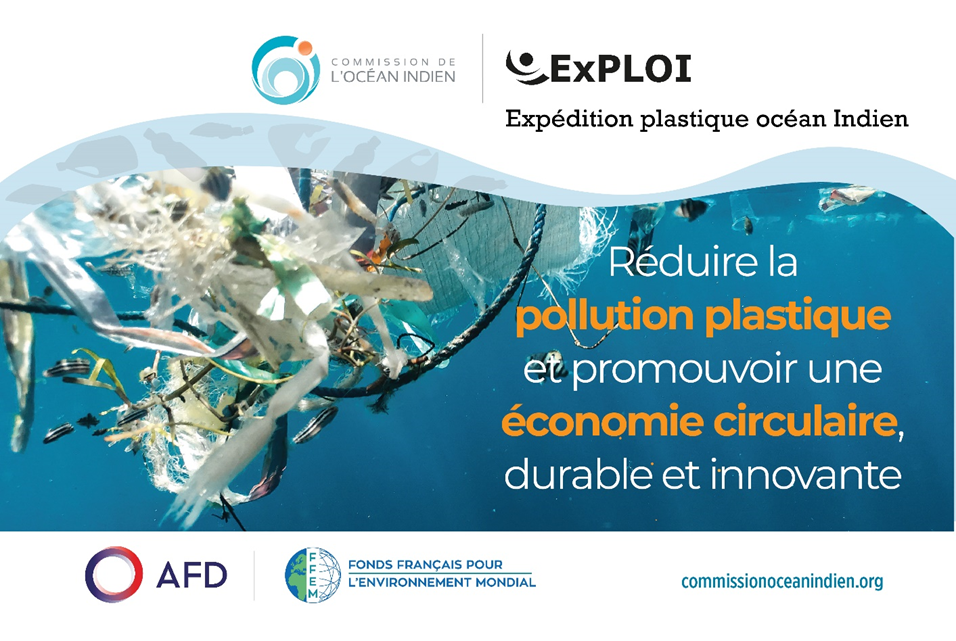 COMMISSION DE
L'OCÉAN INDIEN
ExPLOI
Expédition plastique océan Indien
Réduire la
pollution plastique
et promouvoir une
économie circulaire,
durable et innovante
AFD
FFEM
FONDS FRANÇAIS POUR
L'ENVIRONNEMENT MONDIAL
commissionoceanindien.org